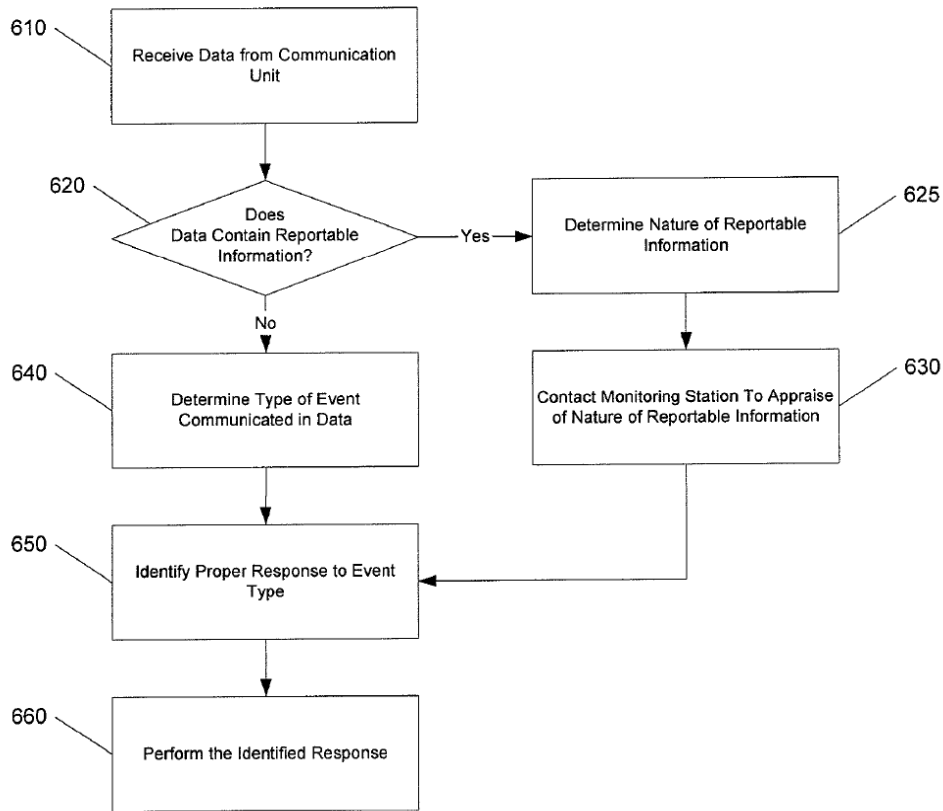 610
Receive Data from Communication
Unit
620
Does
Data Contain Reportable
Information?
Yes
625
Determine Nature of Reportable
Information
No
640
Determine Type of Event
Communicated in Data
630
Contact Monitoring Station To Appraise
of Nature of Reportable Information
650
Identify Proper Response to Event
Type
660
Perform the Identified Response